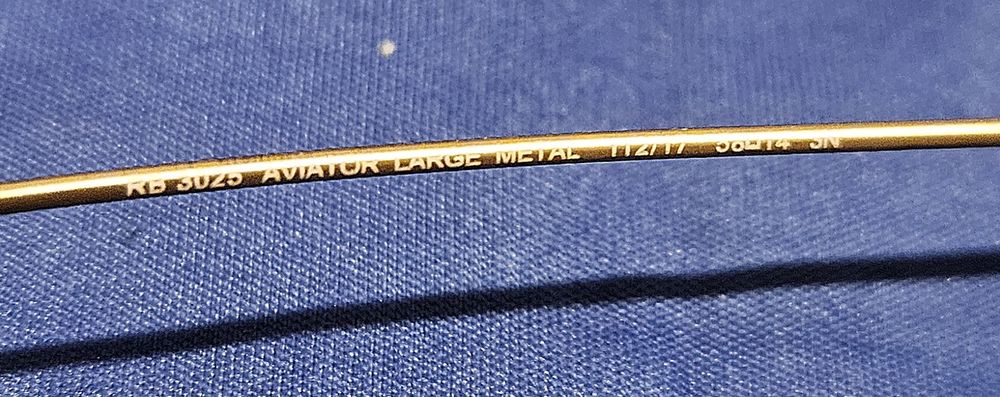 RB 3025 AVIATOR LARGE METAL 112/17 58□14 3N